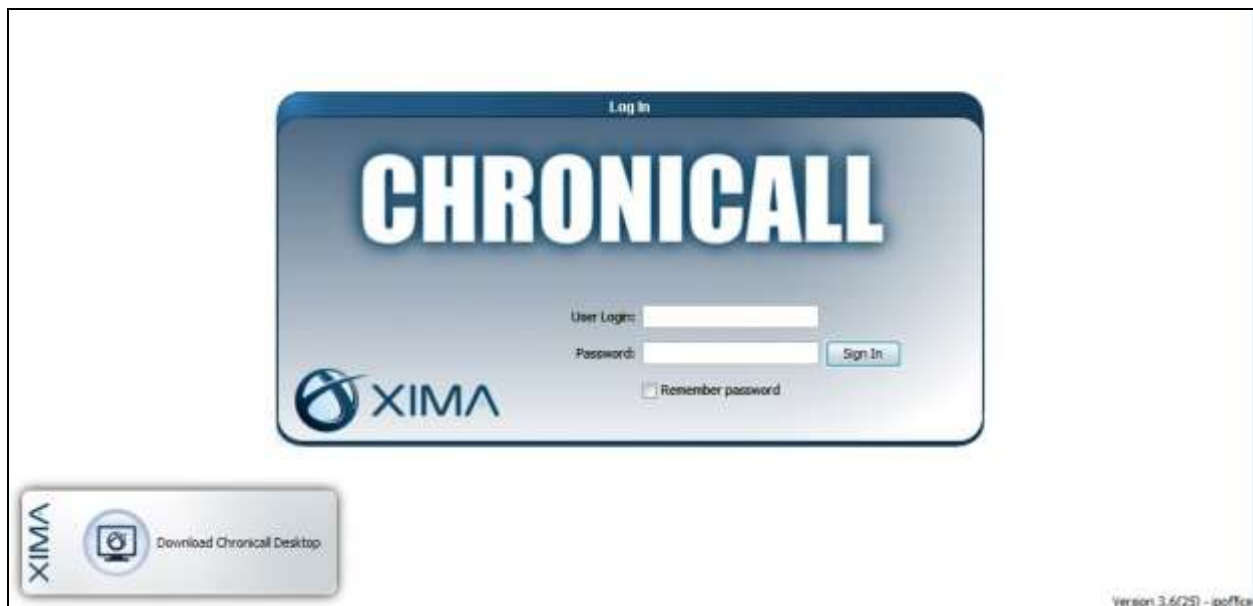 Log In
CHRONICALL
User Login:
Password:
Sign In
Remember password
XIMA
XIMA
Download Chronicall Desktop
Version 3.6(25) - ipoffice